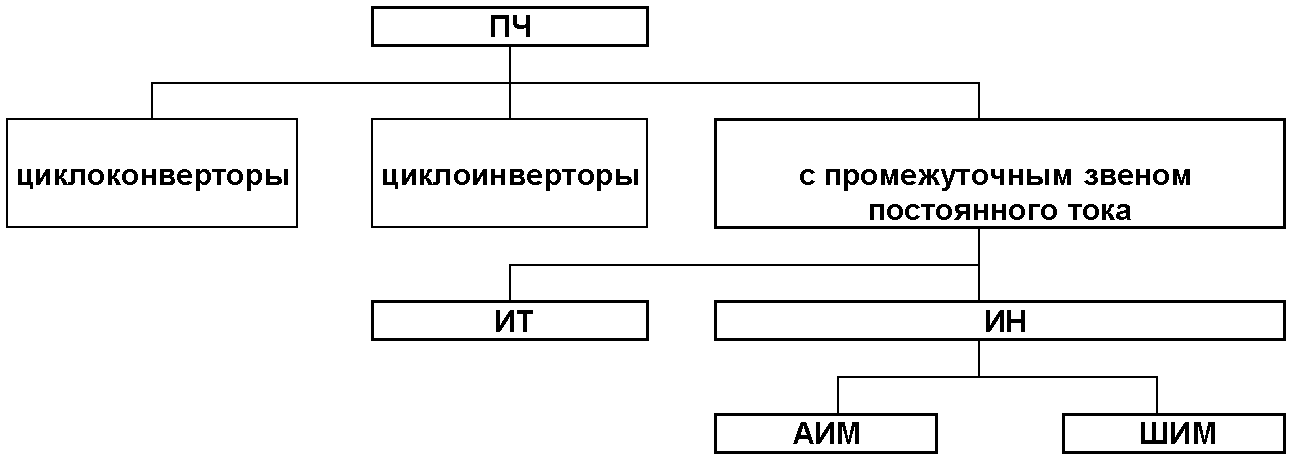 ПЧ
циклоконверторы
циклоинверторы
с промежуточным звеном
постоянного тока
ИТ
ИН
АИМ
ШИМ